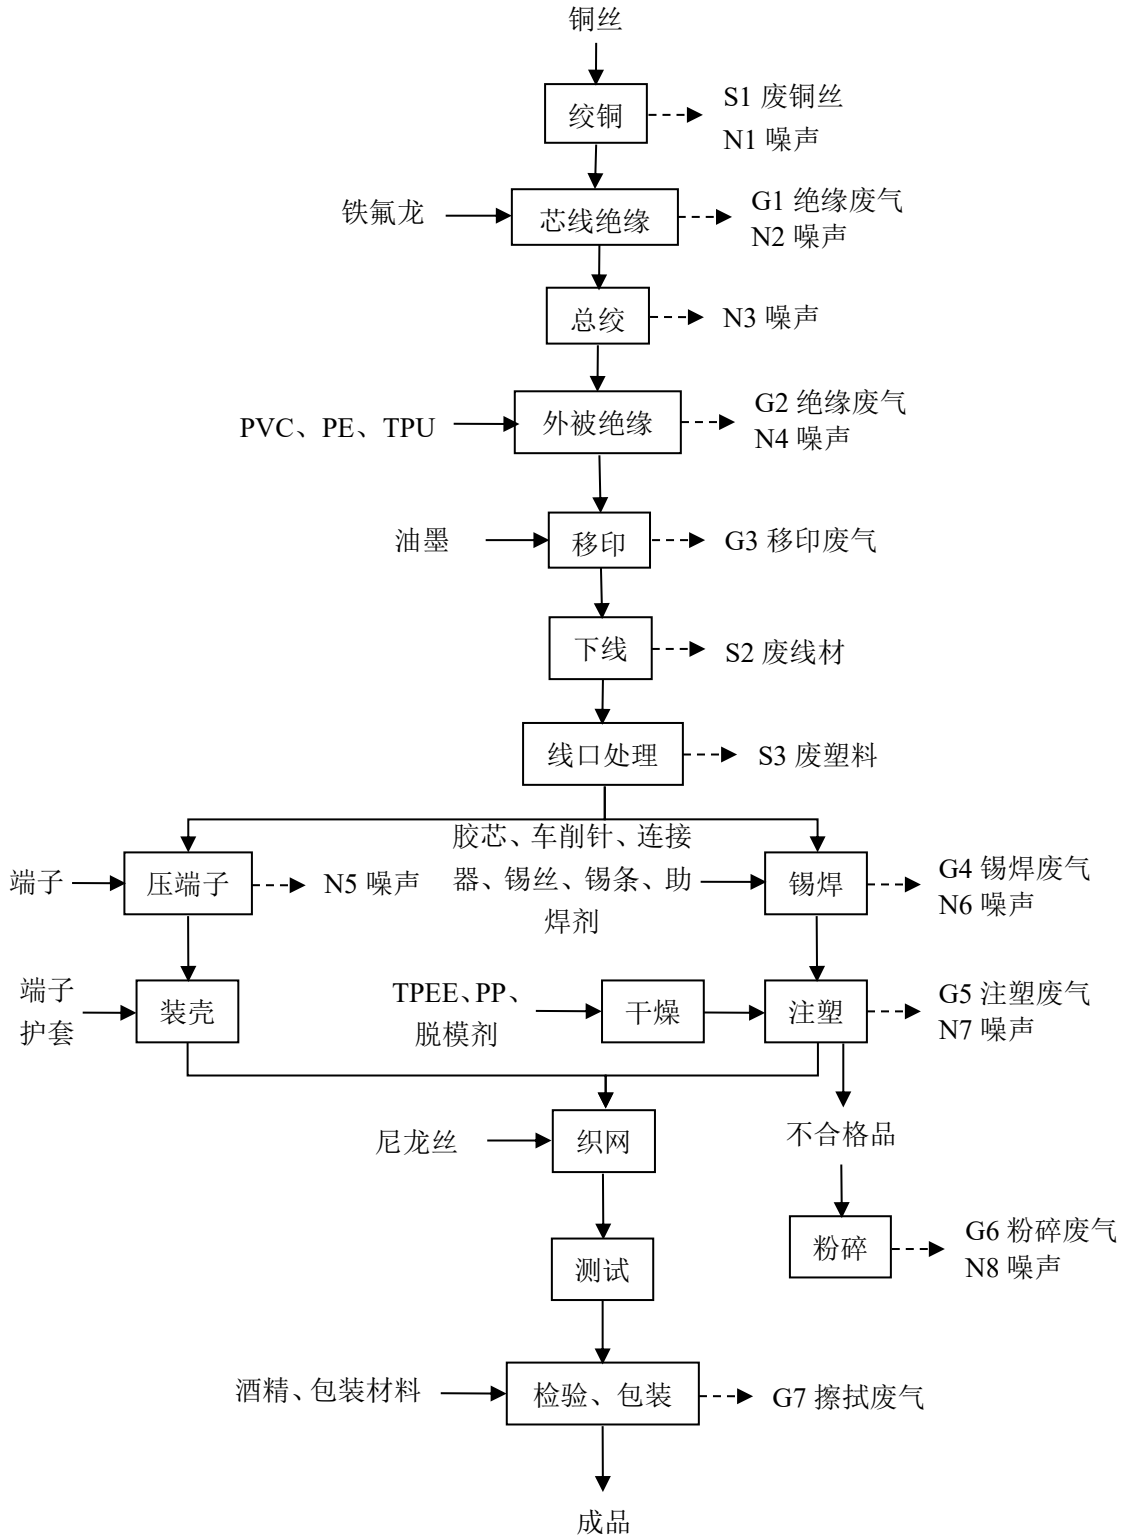 铜丝
绞铜
S1 废铜丝
N1 噪声
铁氟龙
芯线绝缘
G1 绝缘废气
N2 噪声
总绞
N3 噪声
PVC、PE、TPU
外被绝缘
G2 绝缘废气
N4 噪声
油墨
移印
G3 移印废气
下线
S2 废线材
线口处理
S3 废塑料
端子
压端子
N5 噪声
胶芯、车削针、连接
器、锡丝、锡条、助
焊剂
锡焊
G4 锡焊废气
N6 噪声
端子
护套
装壳
TPEE、PP、
脱模剂
干燥
注塑
G5 注塑废气
N7 噪声
尼龙丝
织网
不合格品
测试
粉碎
G6 粉碎废气
N8 噪声
酒精、包装材料
检验、包装
G7 擦拭废气
成品